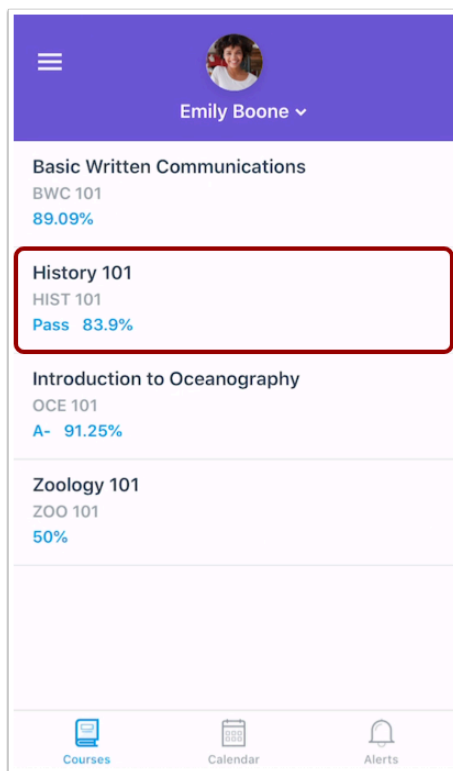 Emily Boone
Basic Written Communications
BWC 101
89.09%
History 101
HIST 101
Pass 83.9%
Introduction to Oceanography
OCE 101
A- 91.25%
Zoology 101
ZOO 101
50%
Courses Calendar Alerts